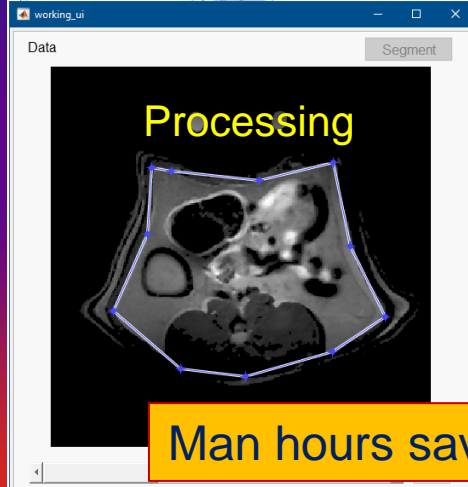 working_ui
Data
Segment
Processing
Man hours sav